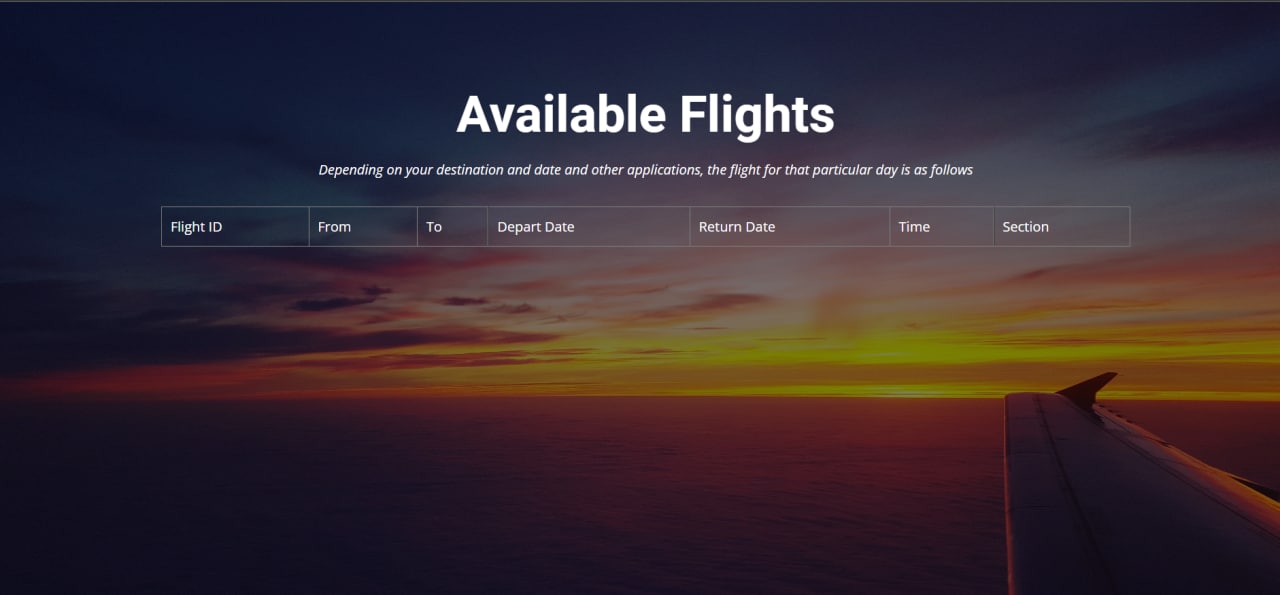 Available Flights
Depending on your destination and date and other applications, the flight for that particular day is as follows
Flight ID From To Depart Date Return Date Time Section